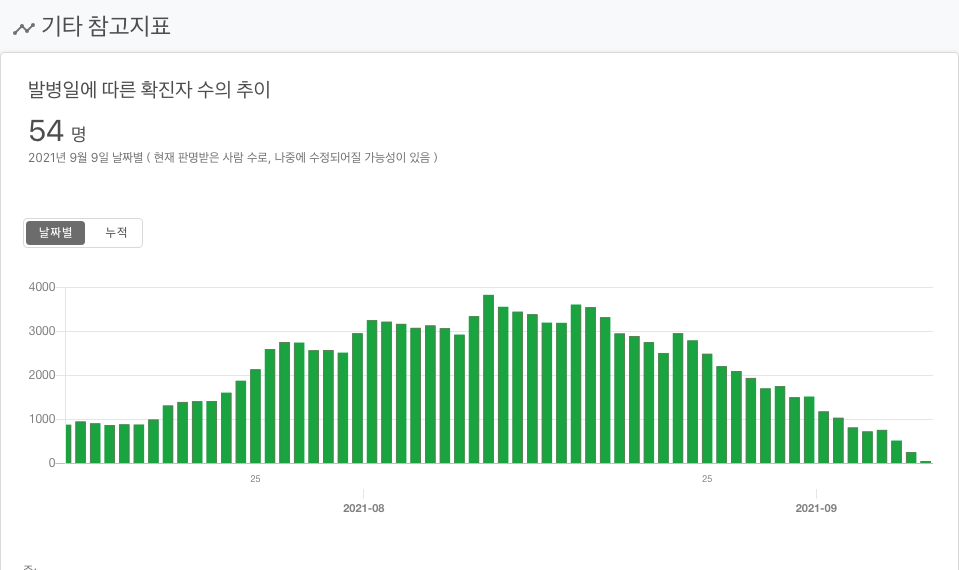 기타 참고지표
발병일에 따른 확진자 수의 추이
54 명
2021년 9월 9일 날짜별 ( 현재 판명받은 사람 수로, 나중에 수정되어질 가능성이 있음 )
날짜별 누적
4000
3000
2000
1000
0
25 25
2021-08 2021-09